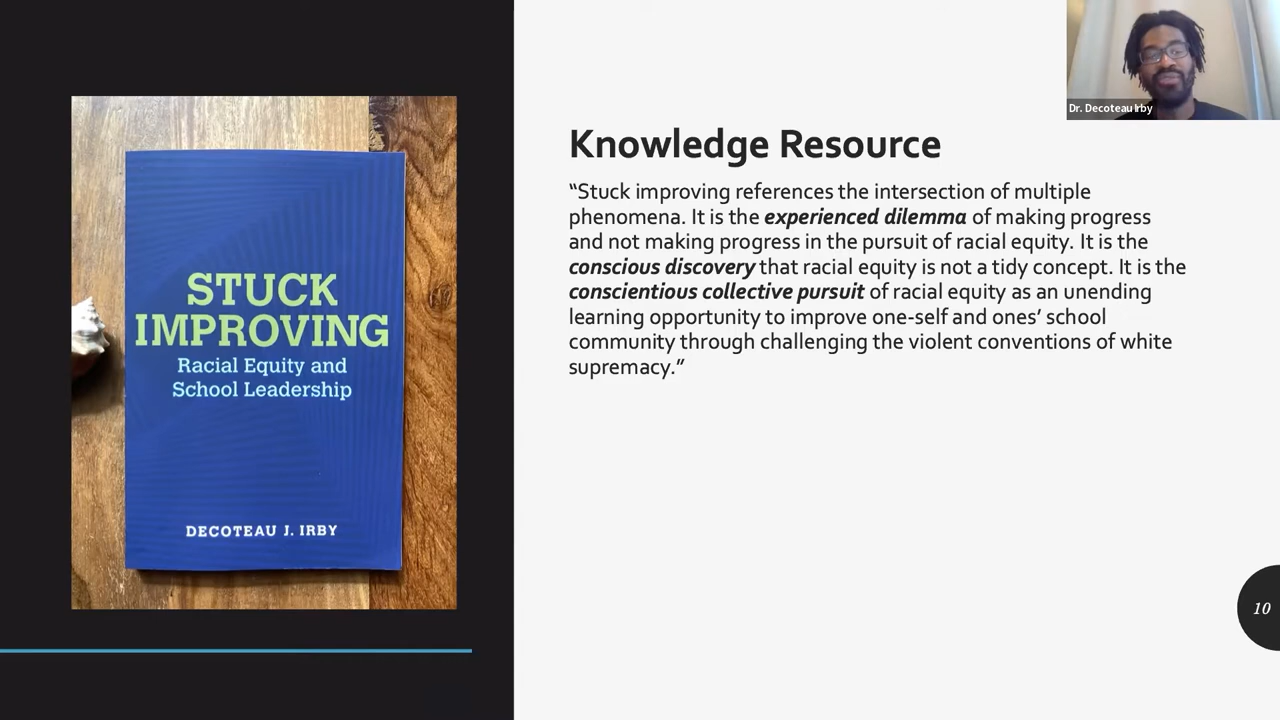 Dr. Decoteau Irby
STUCK
IMPROVING
Racial Equity and
School Leadership
DECOTEAU J. IRBY
Knowledge Resource
“Stuck improving references the intersection of multiple
phenomena. It is the experienced dilemma of making progress
and not making progress in the pursuit of racial equity. It is the
conscious discovery that racial equity is not a tidy concept. It is the
conscientious collective pursuit of racial equity as an unending
learning opportunity to improve one-self and ones’ school
community through challenging the violent conventions of white
supremacy.”
10